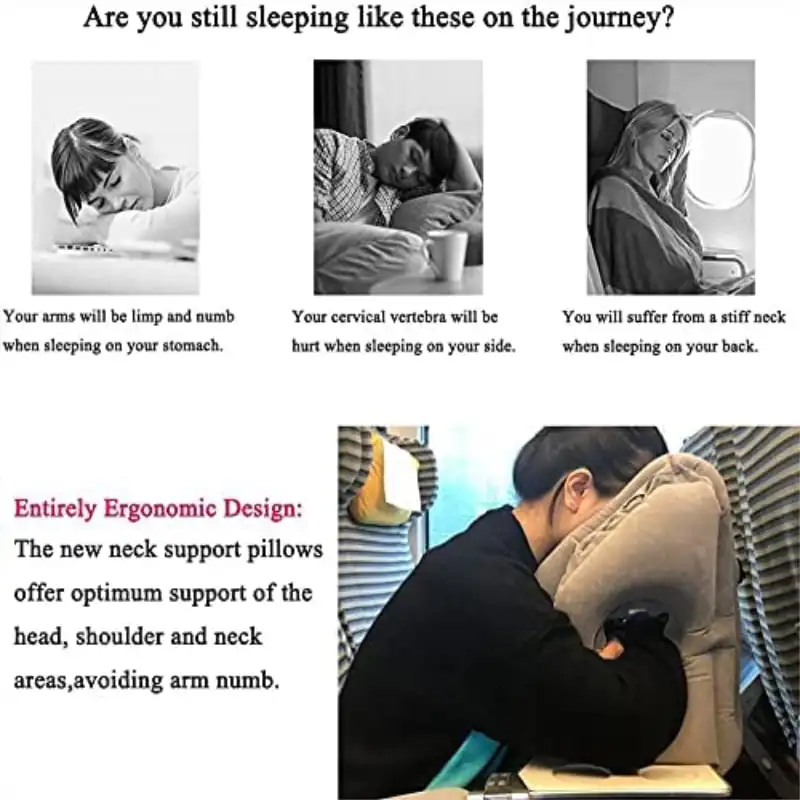 Are you still sleeping like these on the journey?
Your arms will be limp and numb
when sleeping on your stomach.
Your cervical vertebra will be
hurt when sleeping on your side.
You will suffer from a stiff neck
when sleeping on your back.
Entirely Ergonomic Design:
The new neck support pillows
offer optimum support of the
head, shoulder and neck
areas,avoiding arm numb.